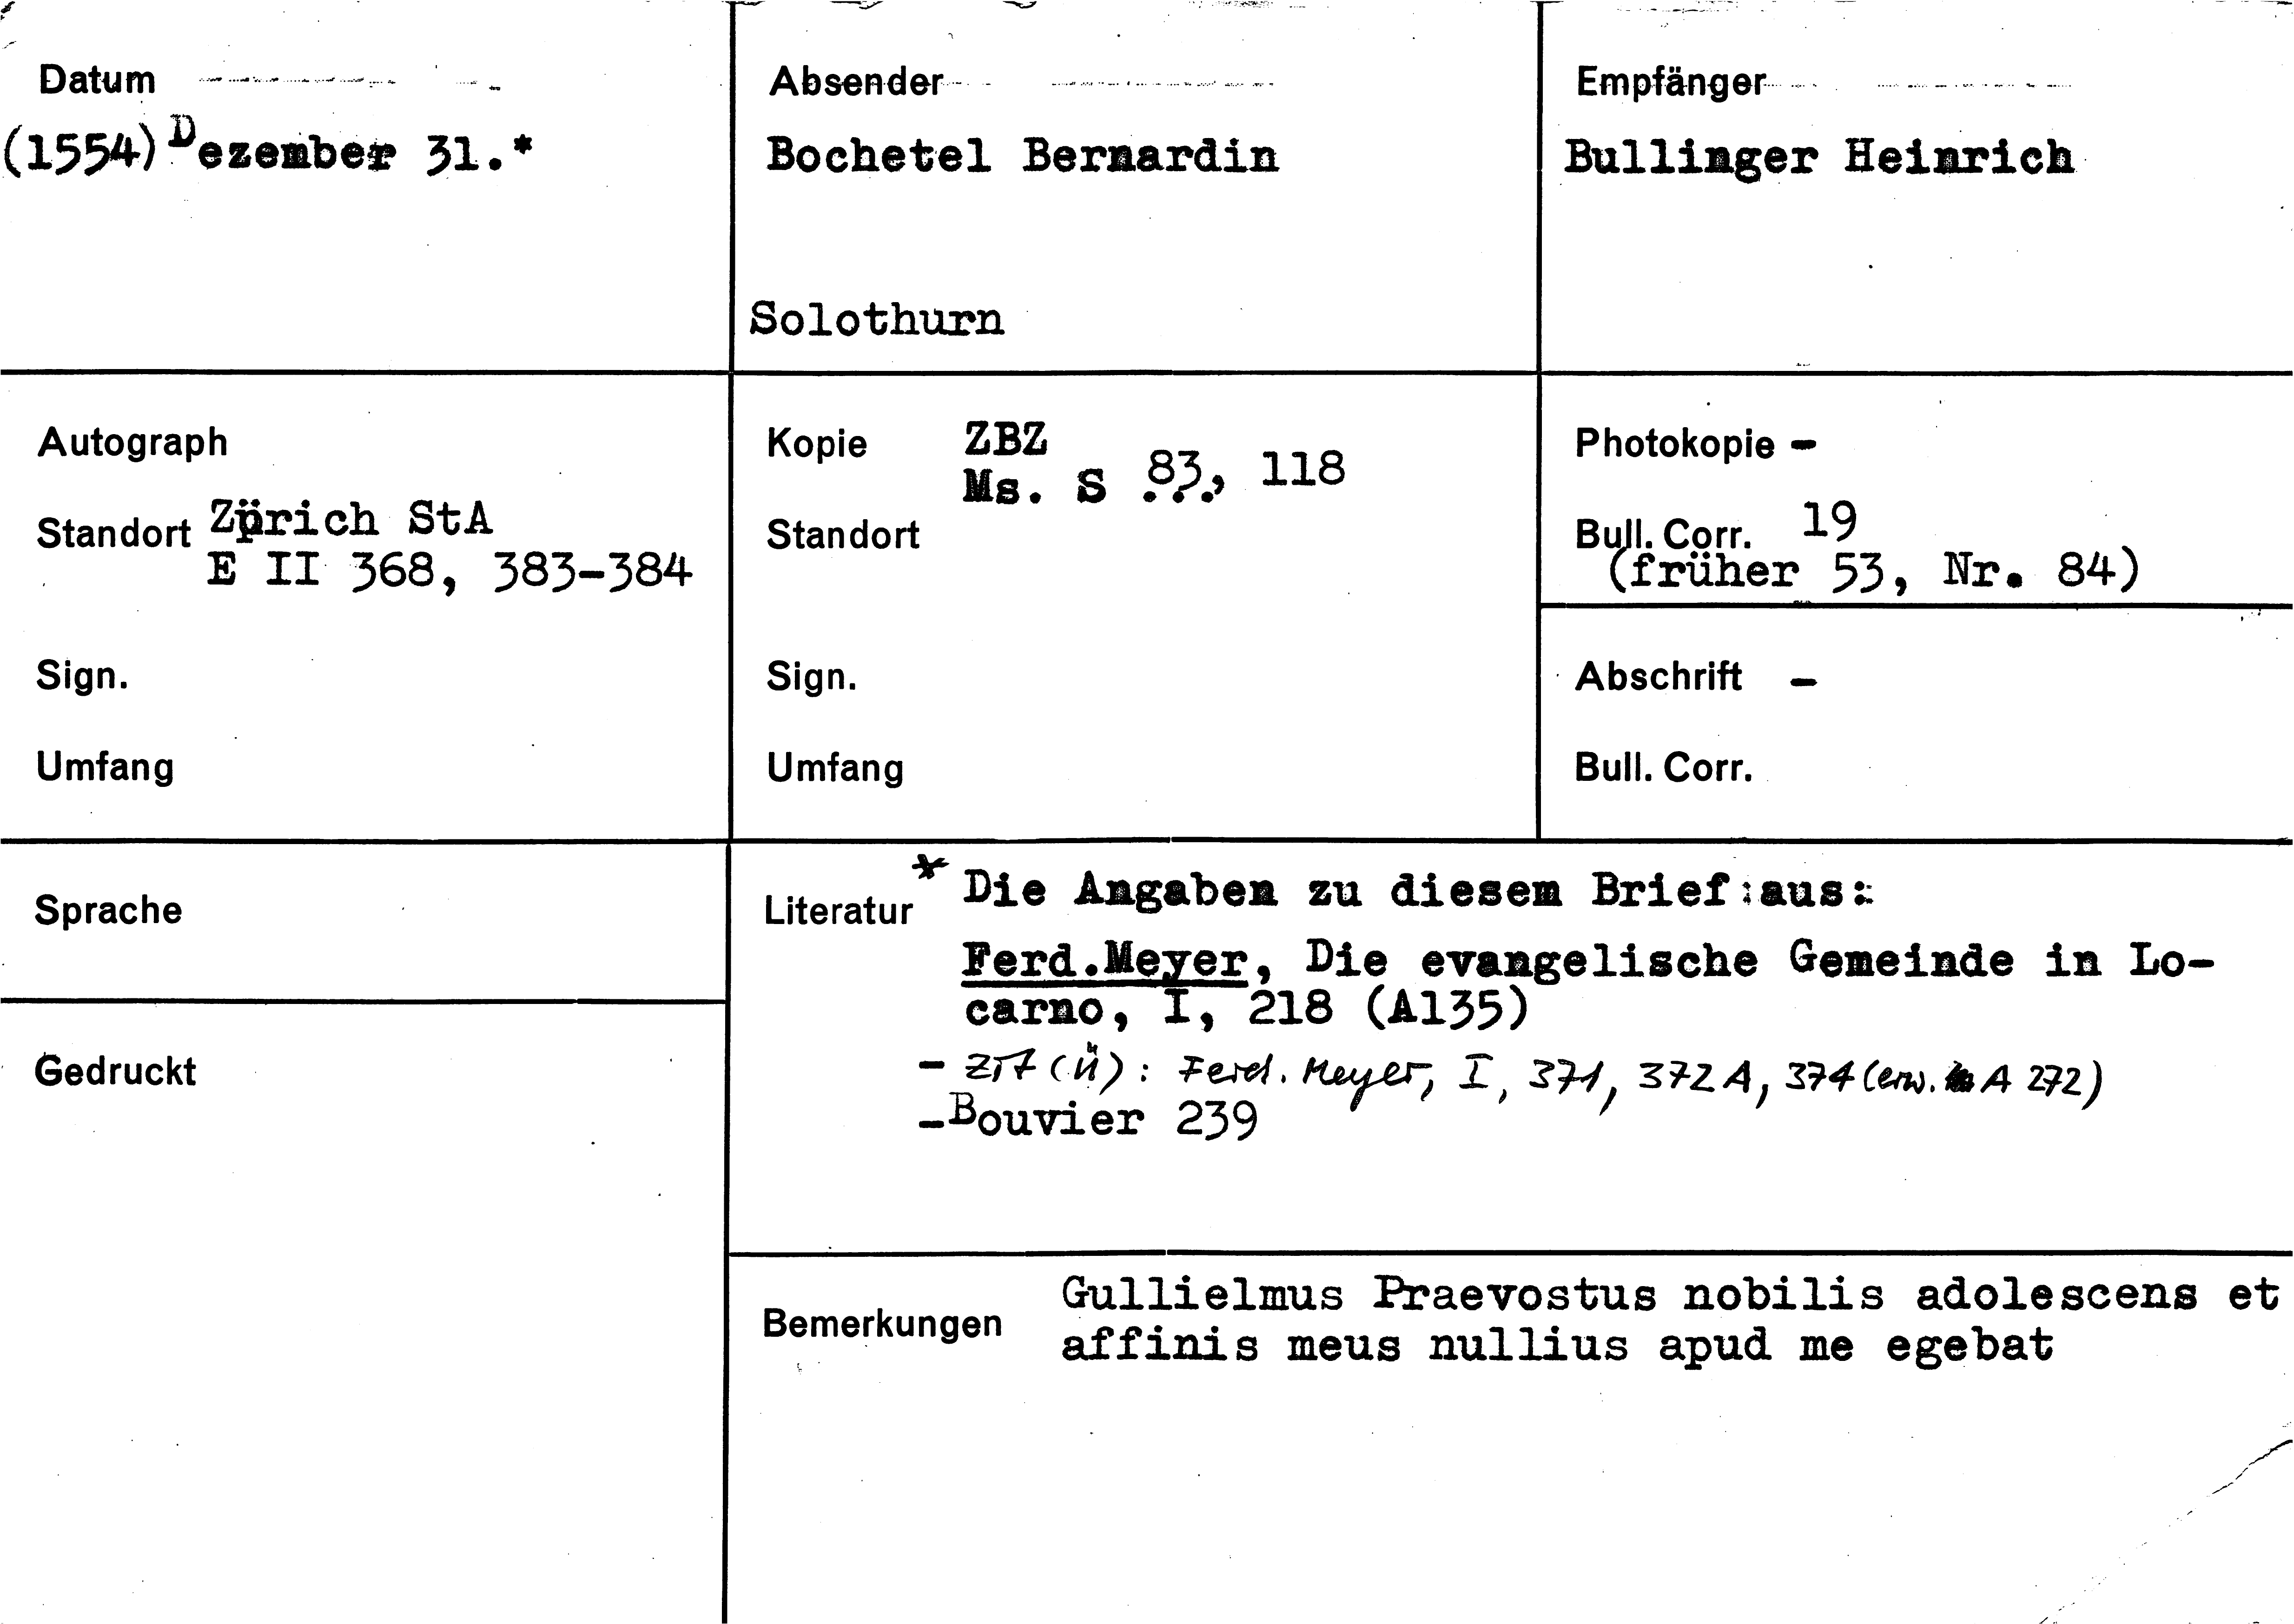 Datum
(1554) Dezember 31.*
Absender
Bochetel Bernardin
Solothurn
Empfänger
Bullinger Heinrich
Autograph
Standort Zürich StA
E II 368, 383-384
Sign.
Umfang
Kopie ZBZ
Ms. S 83, 118
Standort
Sign.
Umfang
Photokopie -
Bull. Corr. 19
(früher 53, Nr. 84)
Abschrift -
Bull. Corr.
Sprache
Gedruckt
Literatur * Die Angaben zu diesem Brief aus:
Ferd.Meyer, Die evangelische Gemeinde in Lo-
carno, I, 218 (A135)
- ZIT (Ü): Ferd. Meyer, I, 371, 372 A, 374 (erw. A 272)
-Bouvier 239
Bemerkungen Gullielmus Praevostus nobilis adolescens et
affinis meus nullius apud me egebat